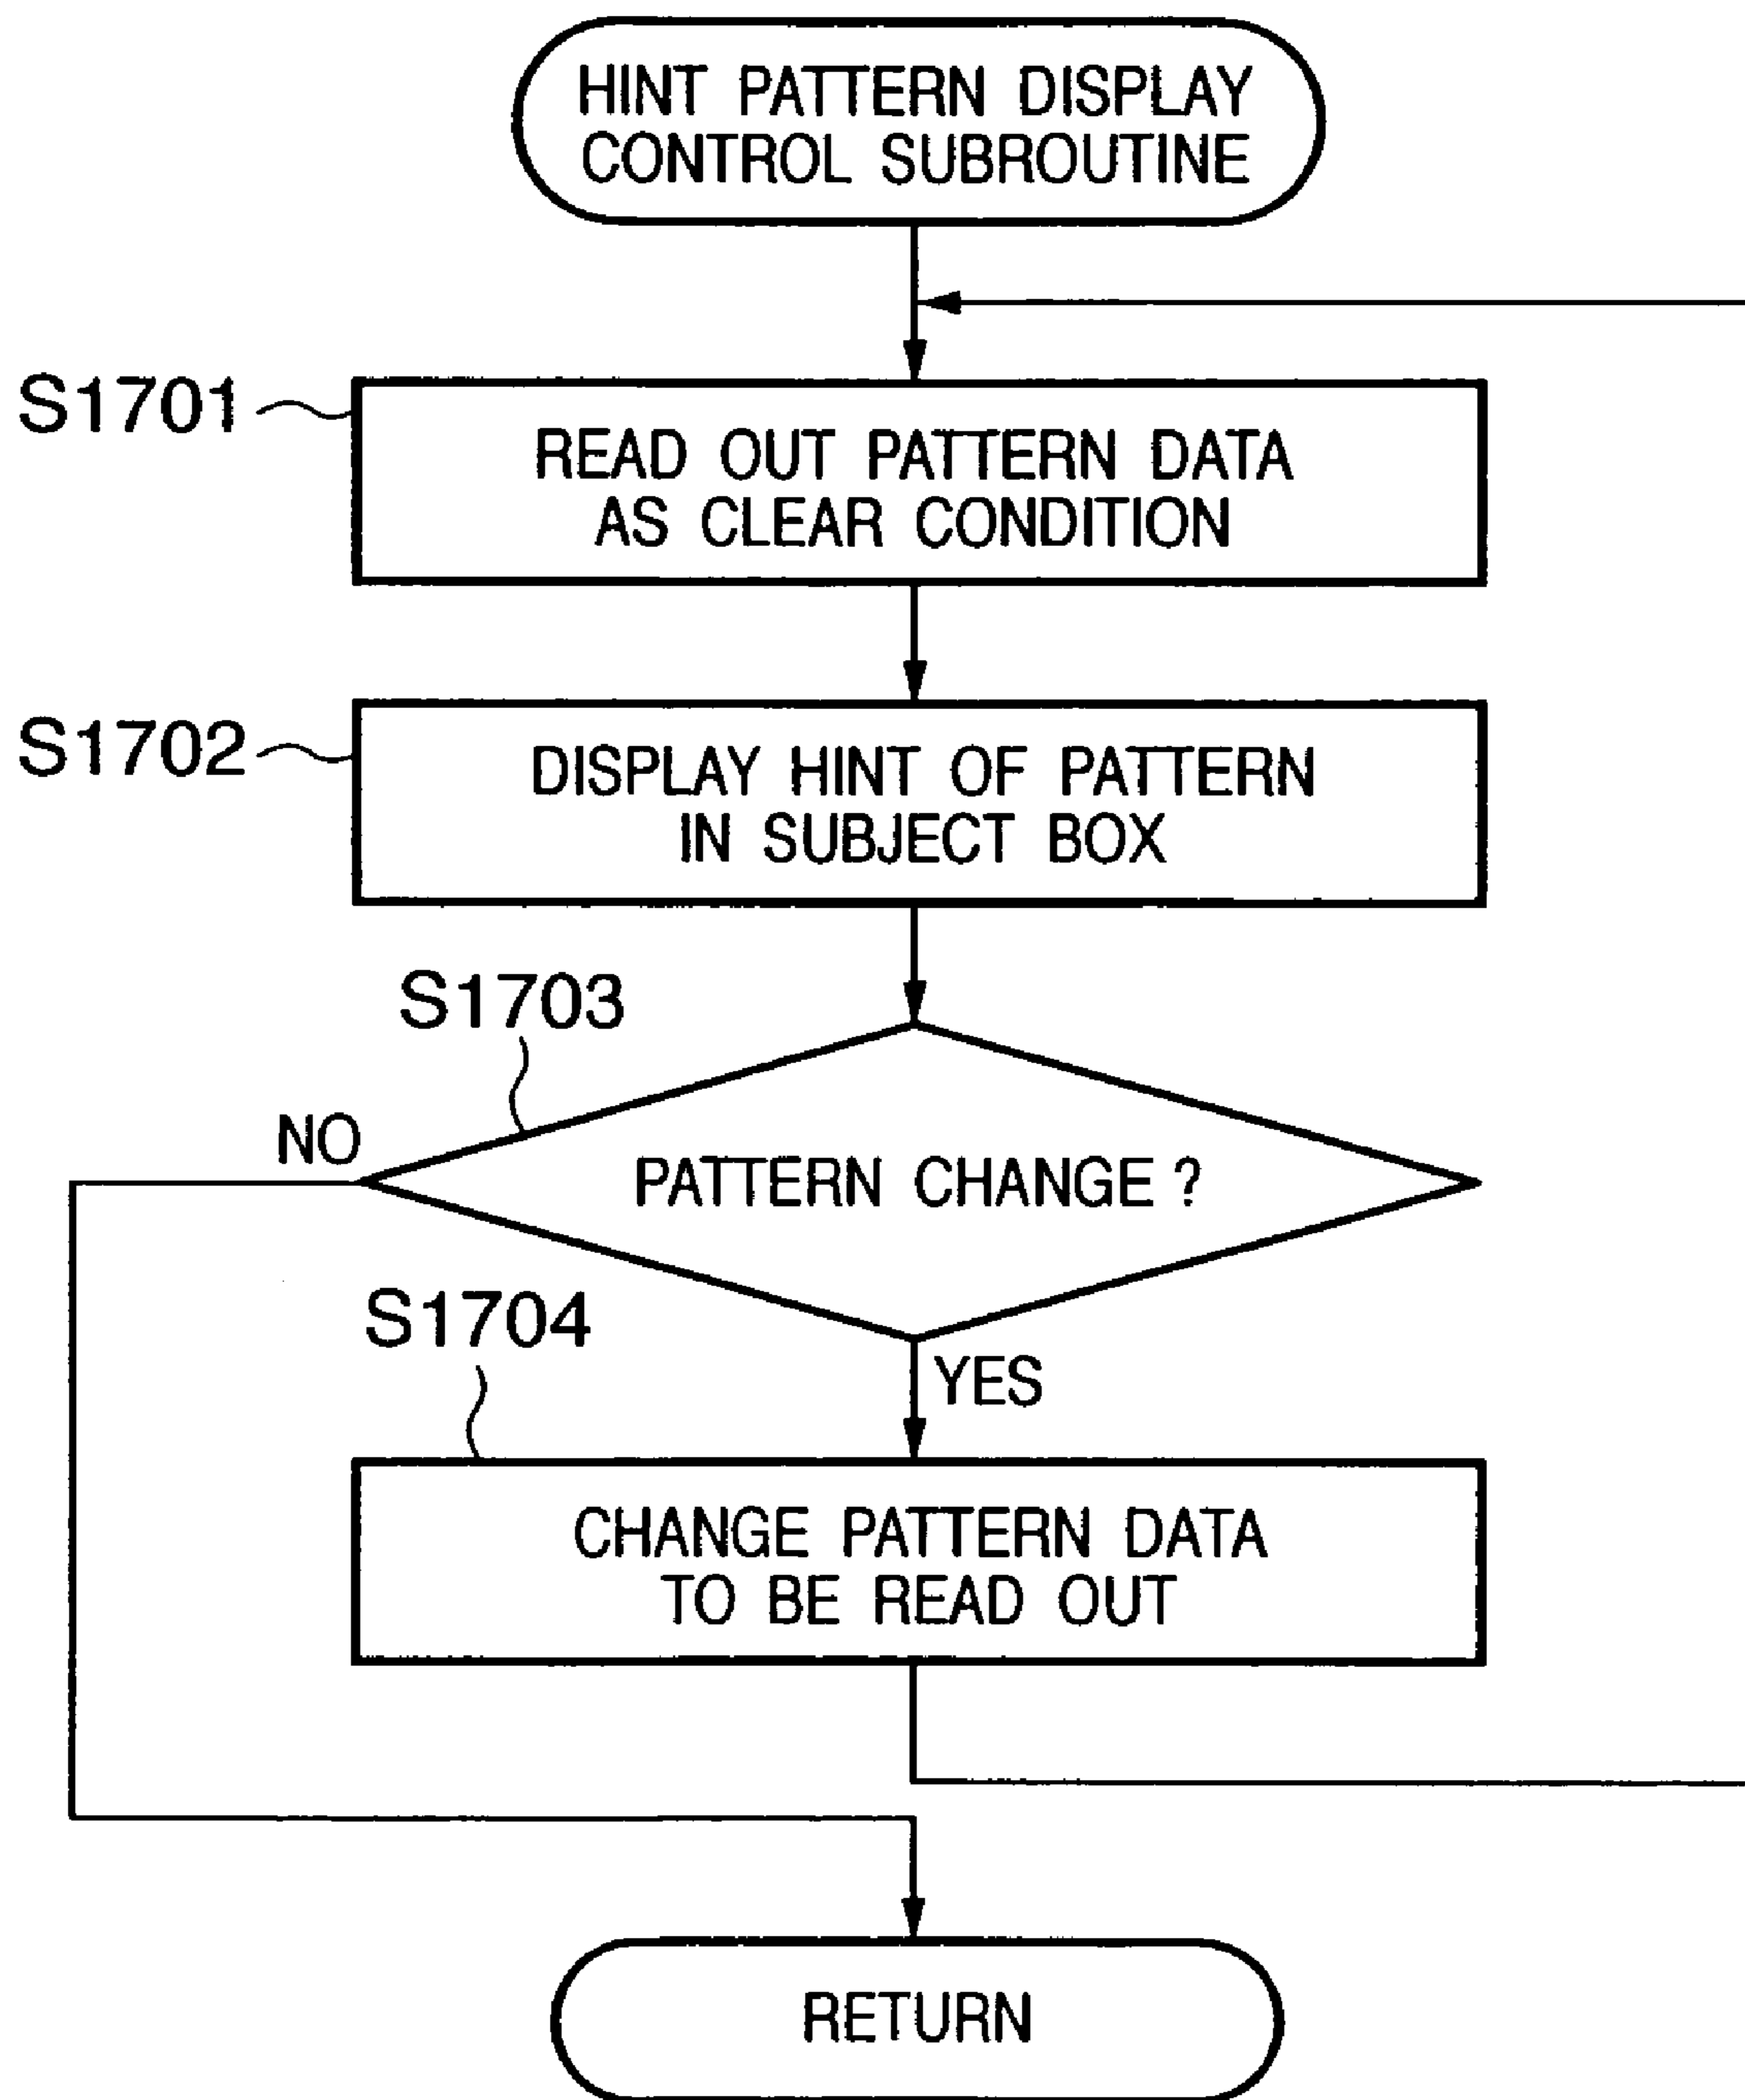 HINT PATTERN DISPLAY
CONTROL SUBROUTINE
S1701
READ OUT PATTERN DATA
AS CLEAR CONDITION
S1702
DISPLAY HINT OF PATTERN
IN SUBJECT BOX
S1703
NO
PATTERN CHANGE ?
S1704
YES
CHANGE PATTERN DATA
TO BE READ OUT
RETURN